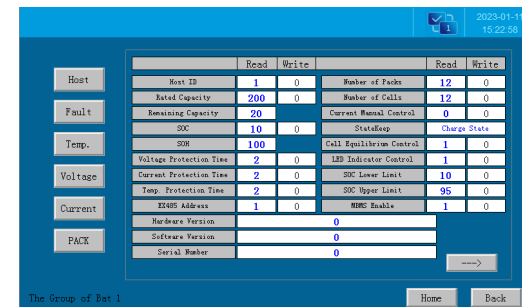 2023-01-11
1
15:22:58
Read Write Read Write
Host Host ID 1 0 Number of Packs 12 0
Rated Capacity 200 0 Number of Cells 12 0
Fault Remaining Capacity 20 Current Manual Control 0 0
SOC 10 0 StateKeep Charge State
Temp. SOH 100 Cell Equilibrium Control 1 0
Voltage Protection Time 2 0 LED Indicator Control 1 0
Voltage Current Protection Time 2 0 SOC Lower Limit 10 0
Temp. Protection Time 2 0 SOC Upper Limit 95 0
Current EX485 Address 1 0 MBMS Enable 1 0
Hardware Version 0
PACK Software Version 0
Serial Number 0
--->
The Group of Bat 1 Home Back